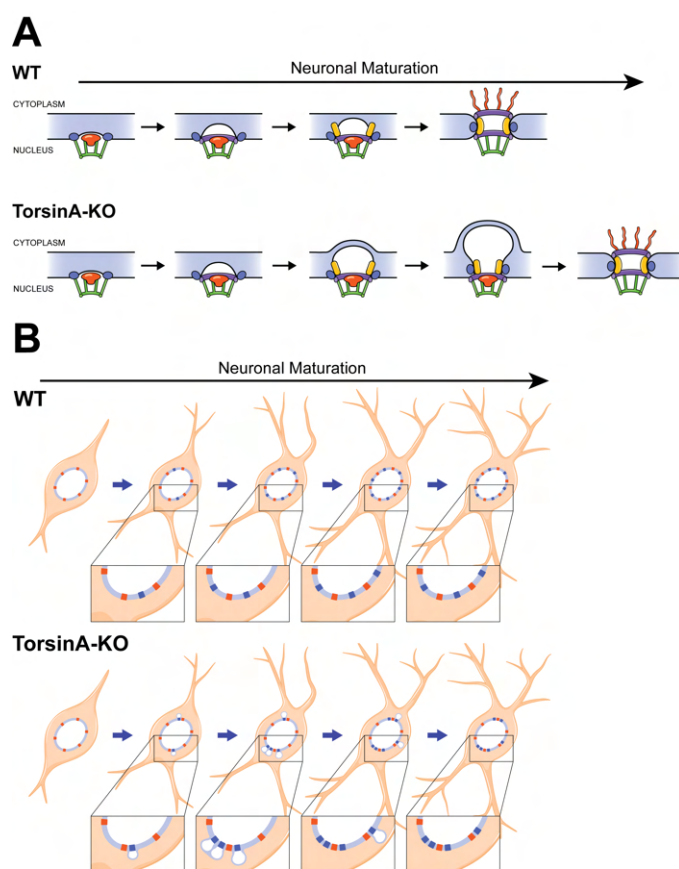 A
WT
Neuronal Maturation
CYTOPLASM
NUCLEUS
TorsinA-KO
CYTOPLASM
NUCLEUS
B
Neuronal Maturation
WT
TorsinA-KO